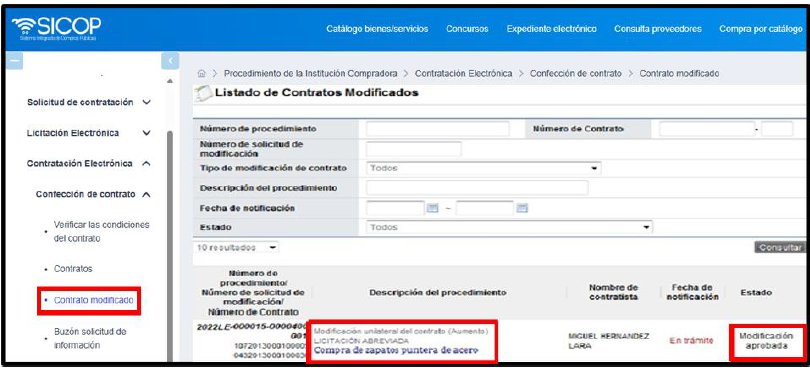 SICOP
Sistema Integrado de Compras Públicas
Catálogo bienes/servicios Concursos Expediente electrónico Consulta proveedores Compra por catálogo
Procedimiento de la Institución Compradora > Contratación Electrónica > Confección de contrato > Contrato modificado
Solicitud de contratación
Licitación Electrónica
Contratación Electrónica
Confección de contrato
Verificar las condiciones
del contrato
Contratos
Contrato modificado
Buzón solicitud de
información
Listado de Contratos Modificados
Número de procedimiento Número de Contrato -
Número de solicitud de
modificación
Tipo de modificación de contrato Todos
Descripción del procedimiento
Fecha de notificación ~
Estado Todos
10 resultados Consultar
Número de
procedimiento/
Número de solicitud de
modificación/
Número de Contrato
Descripción del procedimiento
Nombre de
contratista
Fecha de
notificación
Estado
2022LE-000015-0000400
001
Modificación unilateral del contrato (Aumento)
LICITACIÓN ABREVIADA
Compra de zapatos puntera de acero
MIGUEL HERNANDEZ
LARA
En trámite
Modificación
aprobada